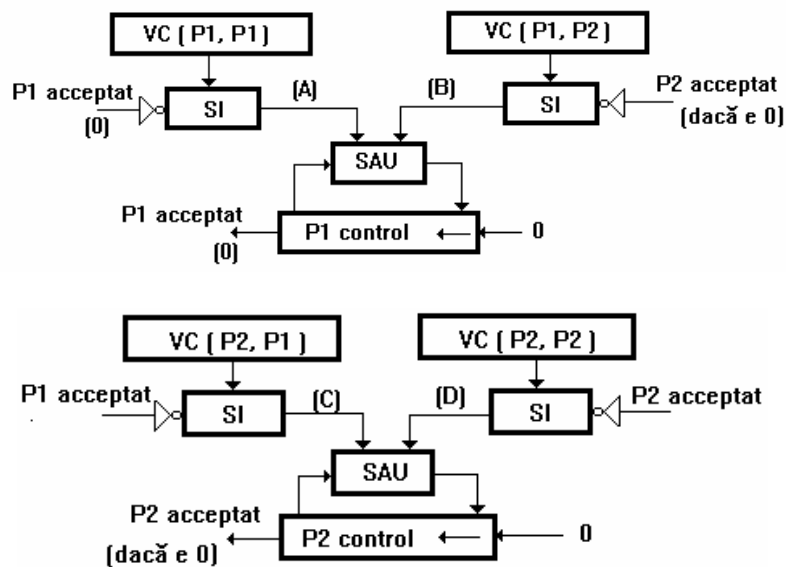 VC ( P1, P1 )
VC ( P1, P2 )
P1 acceptat
(0)
SI
(A)
(B)
SI
P2 acceptat
(dacă e 0)
SAU
P1 acceptat
(0)
P1 control
0
VC ( P2, P1 )
VC ( P2, P2 )
P1 acceptat
SI
(C)
(D)
SI
P2 acceptat
SAU
P2 acceptat
(dacă e 0)
P2 control
0